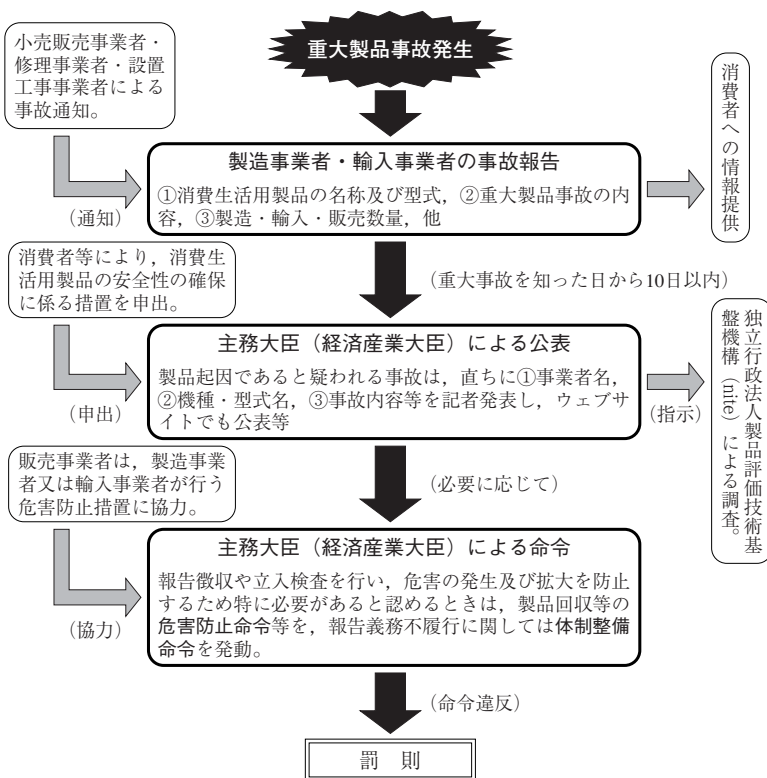 重大製品事故発生
小売販売事業者・
修理事業者・設置
工事事業者による
事故通知。
(通知)
製造事業者・輸入事業者の事故報告
①消費生活用製品の名称及び型式，②重大製品事故の内
容，③製造・輸入・販売数量，他
消費者への情報提供
(重大事故を知った日から10日以内)
消費者等により，消費生
活用製品の安全性の確保
に係る措置を申出。
(申出)
主務大臣（経済産業大臣）による公表
製品起因であると疑われる事故は，直ちに①事業者名，
②機種・型式名，③事故内容等を記者発表し，ウェブサ
イトでも公表等
(指示)
独立行政法人製品評価技術基
盤機構（nite）による調査。
(必要に応じて)
販売事業者は，製造事業
者又は輸入事業者が行う
危害防止措置に協力。
(協力)
主務大臣（経済産業大臣）による命令
報告徴収や立入検査を行い，危害の発生及び拡大を防止
するため特に必要があると認めるときは，製品回収等の
危害防止命令等を，報告義務不履行に関しては体制整備
命令を発動。
(命令違反)
罰　則